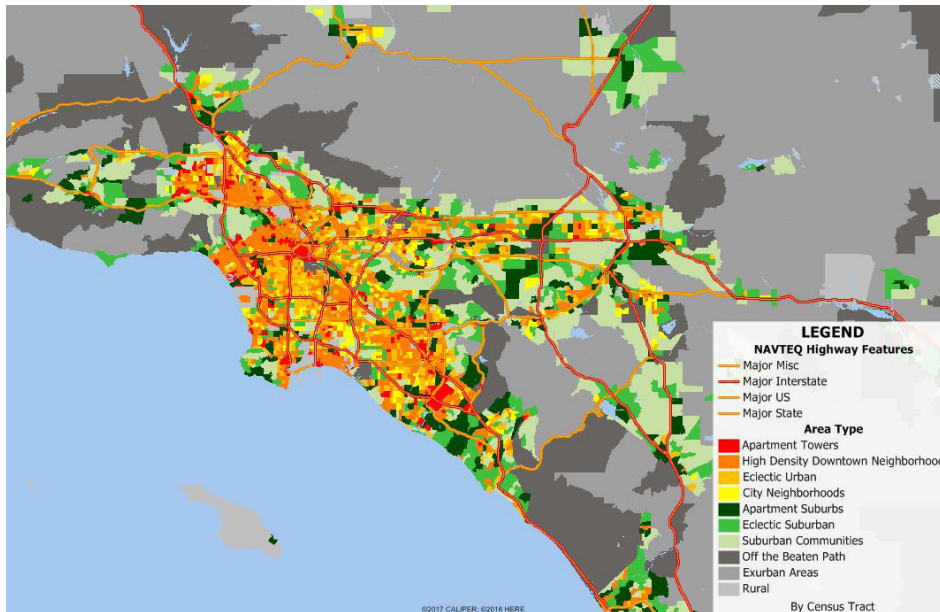 LEGEND
NAVTEQ Highway Features
Major Misc
Major Interstate
Major US
Major State
Area Type
Apartment Towers
High Density Downtown Neighborhood
Eclectic Urban
City Neighborhoods
Apartment Suburbs
Eclectic Suburban
Suburban Communities
Off the Beaten Path
Exurban Areas
Rural
By Census Tract
©2017 CALIPER; ©2016 HERE